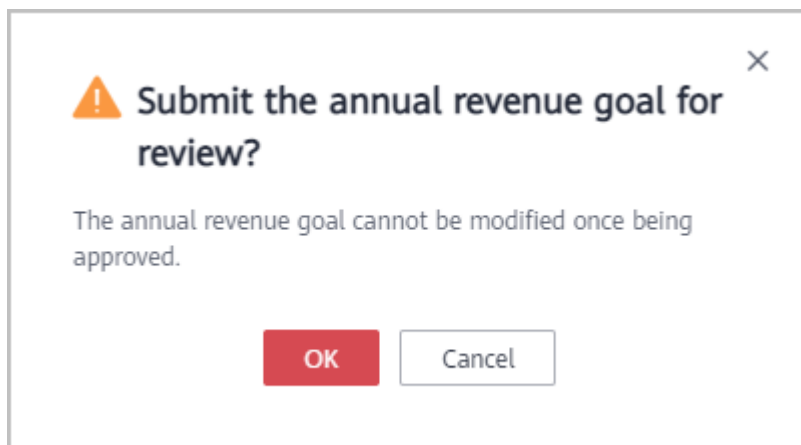 Submit the annual revenue goal for
review?
The annual revenue goal cannot be modified once being
approved.
OK
Cancel